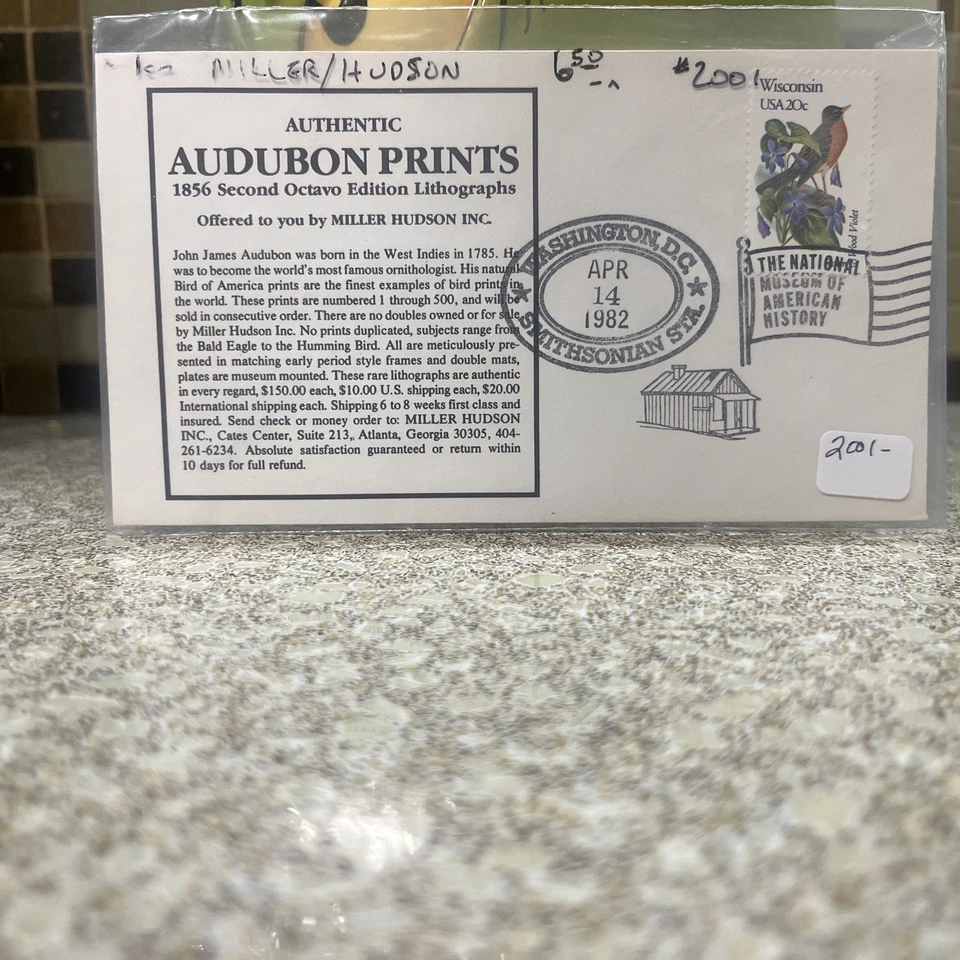 MILLER/HUDSON 6 50 #2001
AUTHENTIC
AUDUBON PRINTS
1856 Second Octavo Edition Lithographs
Offered to you by MILLER HUDSON INC.
John James Audubon was born in the West Indies in 1785. He
was to become the world's most famous ornithologist. His natural
Bird of America prints are the finest examples of bird prints in
the world. These prints are numbered 1 through 500, and will be
sold in consecutive order. There are no doubles owned or for sale
by Miller Hudson Inc. No prints duplicated, subjects range from
the Bald Eagle to the Humming Bird. All are meticulously pre-
sented in matching early period style frames and double mats,
plates are museum mounted. These rare lithographs are authentic
in every regard, $150.00 each, $10.00 U.S. shipping each, $20.00
International shipping each. Shipping 6 to 8 weeks first class and
insured. Send check or money order to: MILLER HUDSON
INC., Cates Center, Suite 213,. Atlanta, Georgia 30305, 404-
261-6234. Absolute satisfaction guaranteed or return within
10 days for full refund.
WASHINGTON, D.C.
APR
14
1982
SMITHSONIAN STA.
Wisconsin
USA 20c
Wood Violet
THE NATIONAL
MUSEUM OF
AMERICAN
HISTORY
2001-